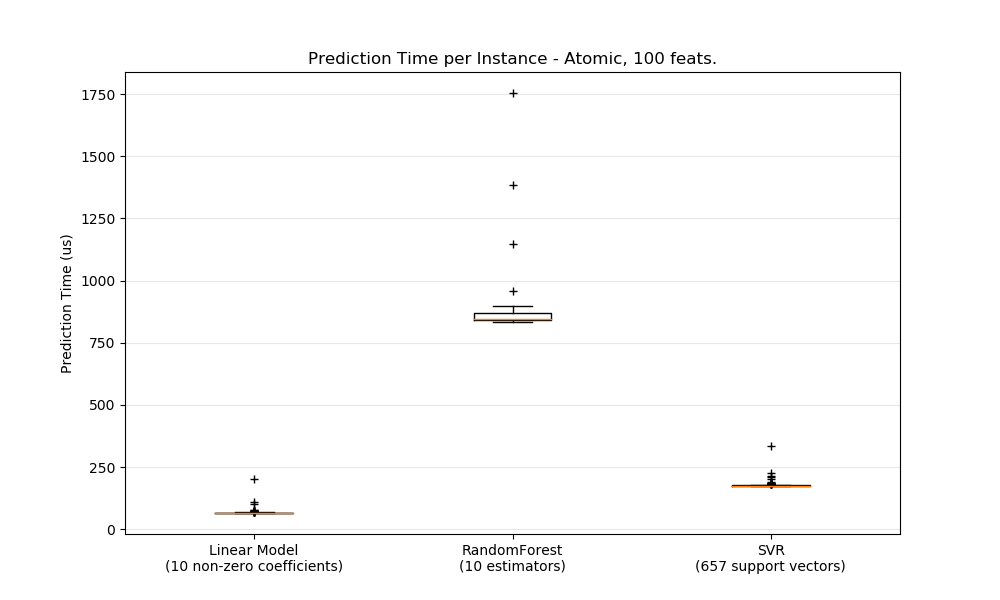 Prediction Time per Instance - Atomic, 100 feats.
Prediction Time (us)
1750
1500
1250
1000
750
500
250
0
Linear Model
(10 non-zero coefficients)
RandomForest
(10 estimators)
SVR
(657 support vectors)